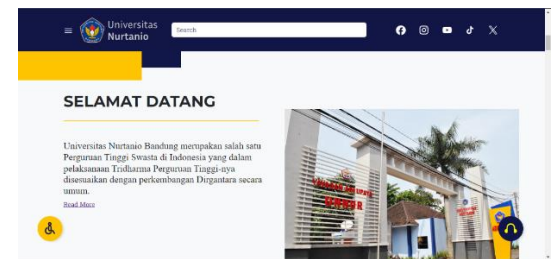 Universitas
Nurtanio
Search
SELAMAT DATANG
Universitas Nurtanio Bandung merupakan salah satu
Perguruan Tinggi Swasta di Indonesia yang dalam
pelaksanaan Tridharma Perguruan Tinggi-nya
disesuaikan dengan perkembangan Dirgantara secara
umum.
Read More